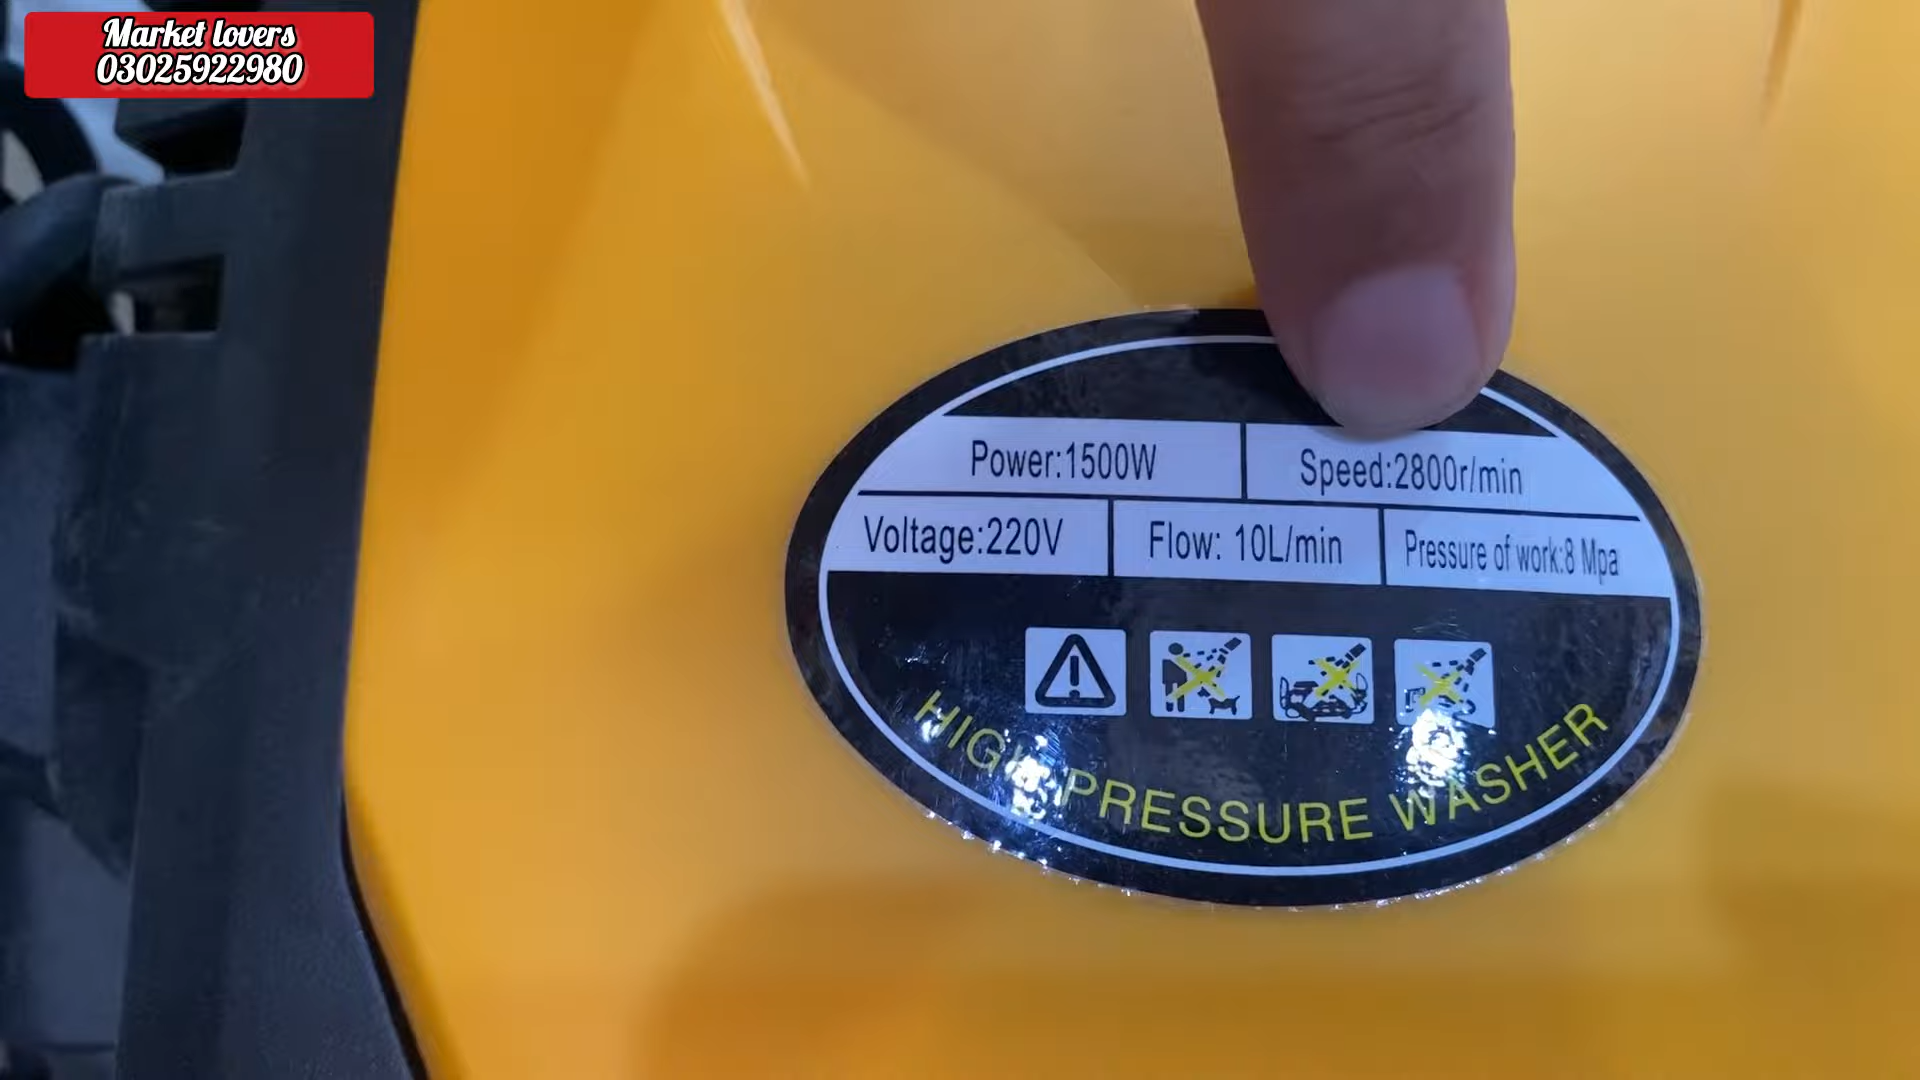 Market lovers
03025922980
Power:1500W
Speed:2800r/min
Voltage:220V
Flow: 10L/min
Pressure of work:8 Mpa
HIGH PRESSURE WASHER